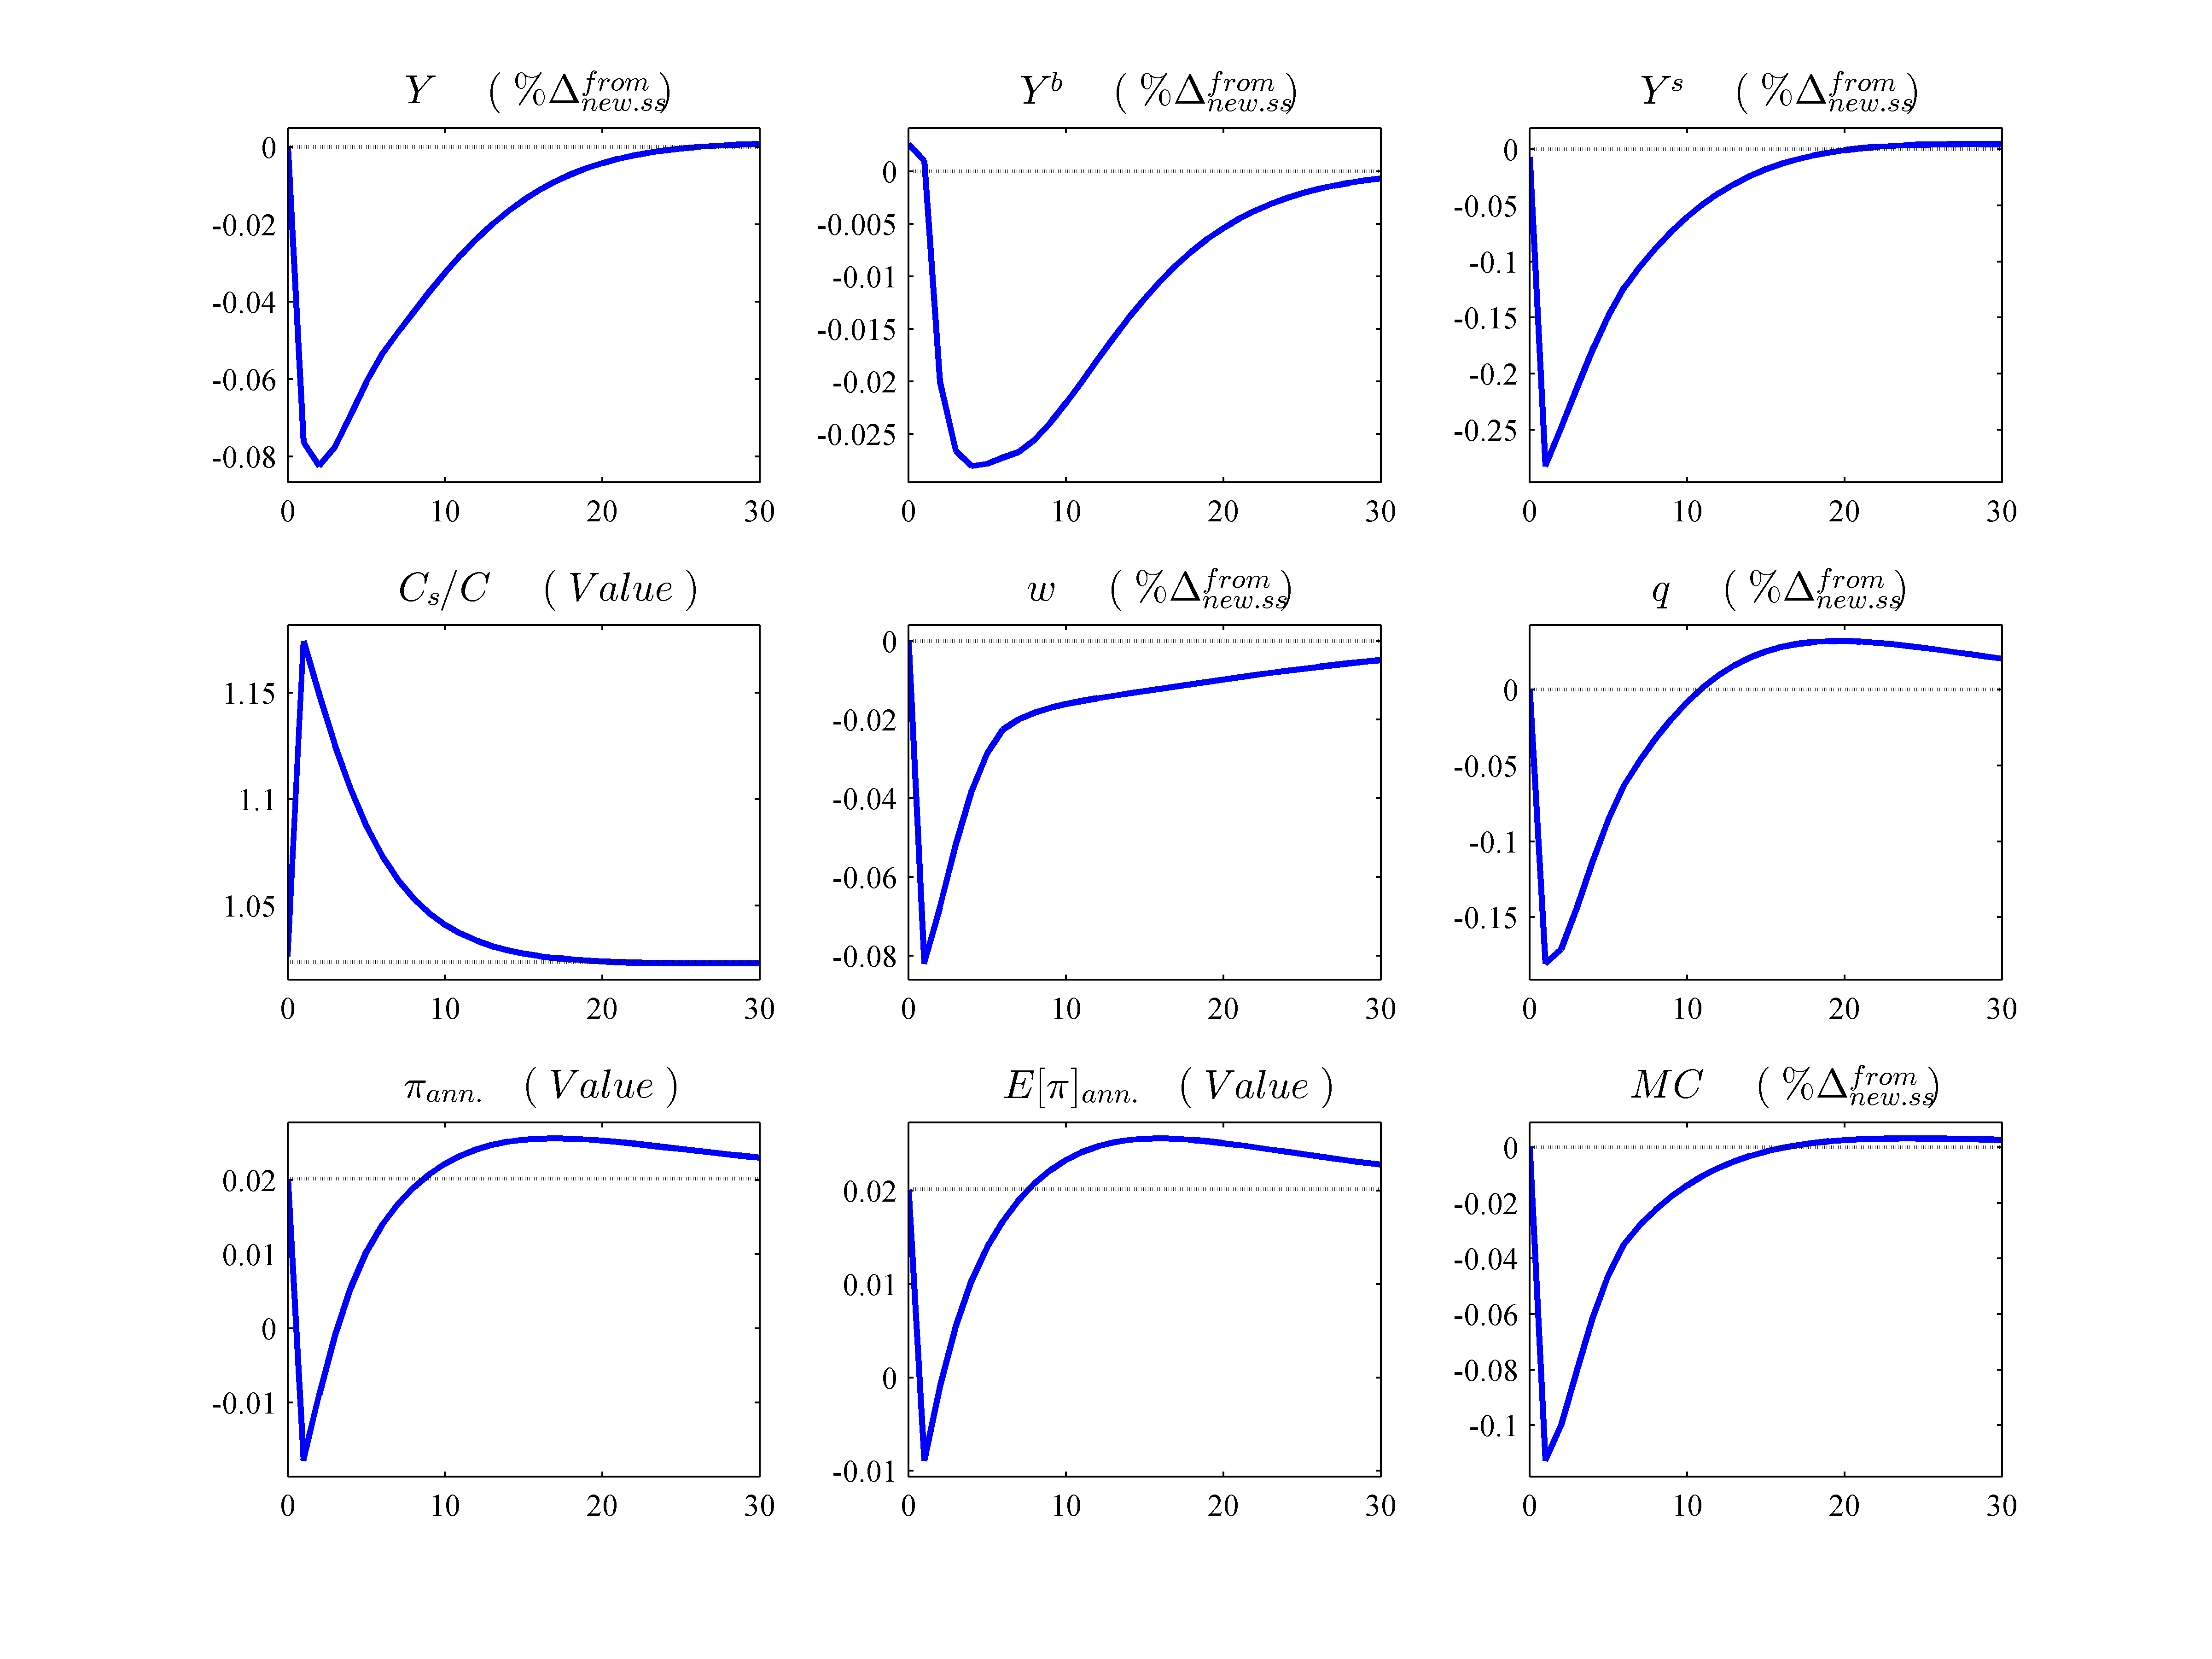 Y ( %Δ^{from}_{new.ss})
0
-0.02
-0.04
-0.06
-0.08
0 10 20 30
Y^b ( %Δ^{from}_{new.ss})
0
-0.005
-0.01
-0.015
-0.02
-0.025
0 10 20 30
Y^s ( %Δ^{from}_{new.ss})
0
-0.05
-0.1
-0.15
-0.2
-0.25
0 10 20 30
C_s/C ( Value )
1.15
1.1
1.05
0 10 20 30
w ( %Δ^{from}_{new.ss})
0
-0.02
-0.04
-0.06
-0.08
0 10 20 30
q ( %Δ^{from}_{new.ss})
0
-0.05
-0.1
-0.15
0 10 20 30
π_{ann.} ( Value )
0.02
0.01
0
-0.01
0 10 20 30
E[π]_{ann.} ( Value )
0.02
0.01
0
-0.01
0 10 20 30
MC ( %Δ^{from}_{new.ss})
0
-0.02
-0.04
-0.06
-0.08
-0.1
0 10 20 30